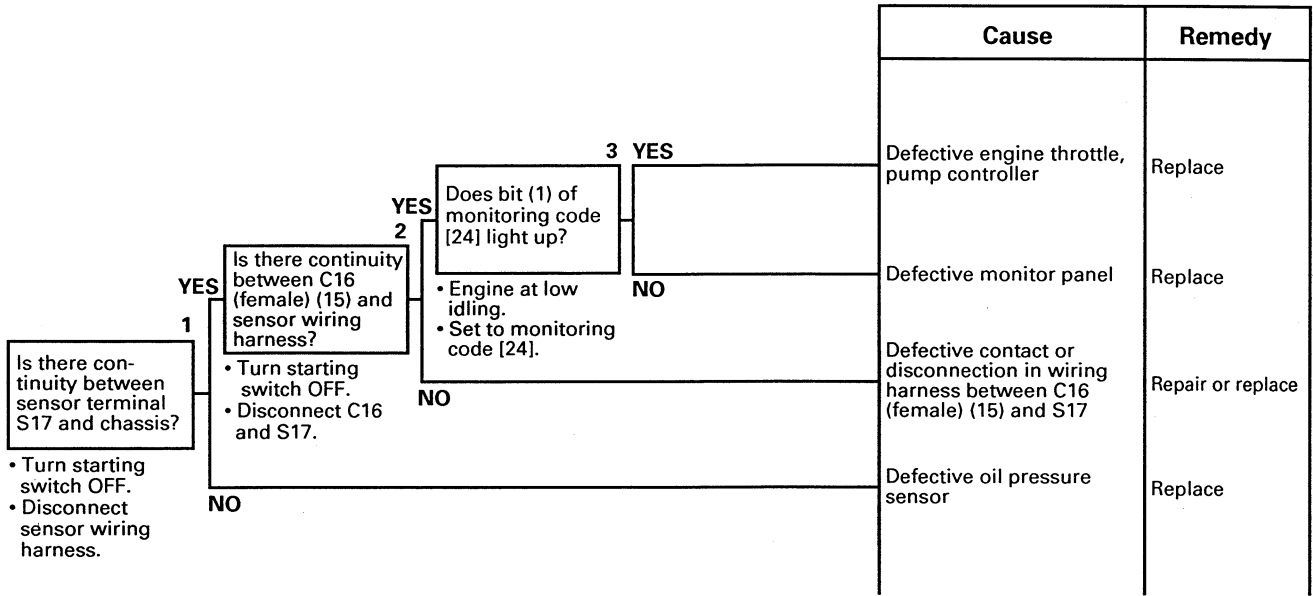 Cause
Remedy
3 YES
Defective engine throttle,
pump controller
Replace
Does bit (1) of
monitoring code
[24] light up?
• Engine at low
idling.
• Set to monitoring
code [24].
NO
Defective monitor panel
Replace
YES
2
Is there continuity
between C16
(female) (15) and
sensor wiring
harness?
• Turn starting
switch OFF.
• Disconnect C16
and S17.
NO
Defective contact or
disconnection in wiring
harness between C16
(female) (15) and S17
Repair or replace
YES
1
Is there con-
tinuity between
sensor terminal
S17 and chassis?
• Turn starting
switch OFF.
• Disconnect
sensor wiring
harness.
NO
Defective oil pressure
sensor
Replace